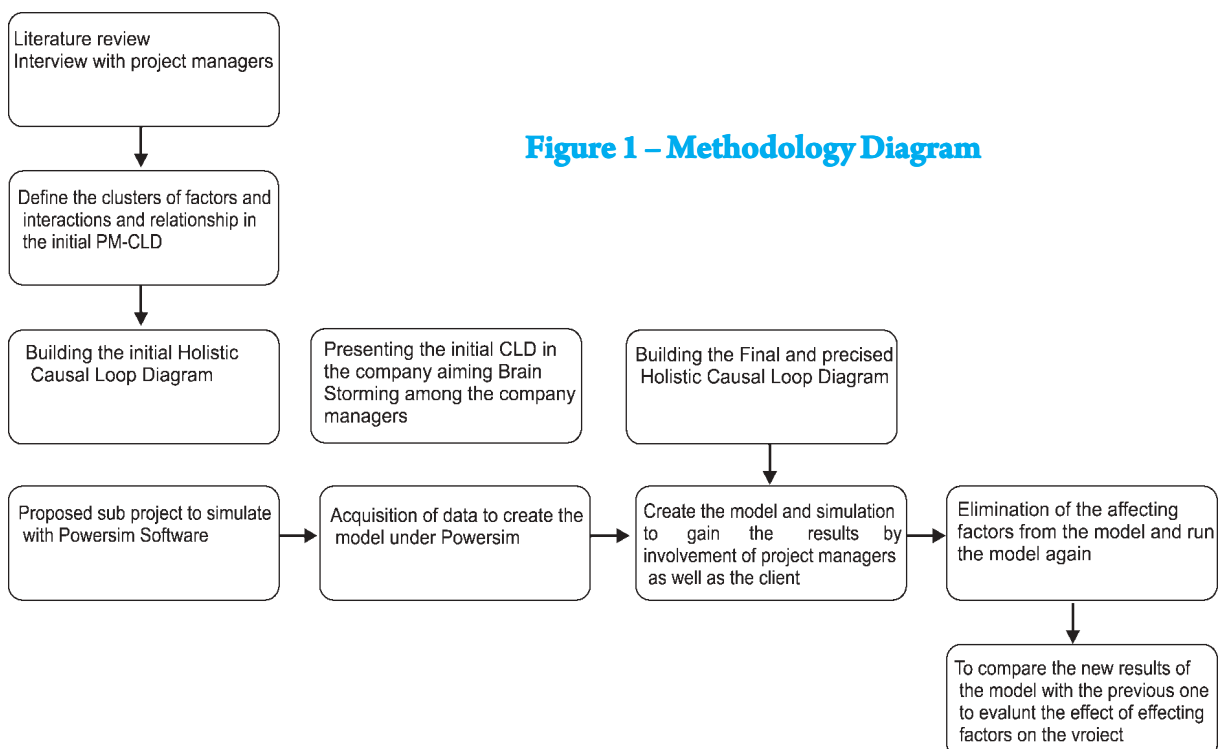 Literature review
Interview with project managers
Figure 1 – Methodology Diagram
Define the clusters of factors and
interactions and relationship in
the initial PM-CLD
Building the initial Holistic
Causal Loop Diagram
Presenting the initial CLD in
the company aiming Brain
Storming among the company
managers
Building the Final and precised
Holistic Causal Loop Diagram
Proposed sub project to simulate
with Powersim Software
Acquisition of data to create the
model under Powersim
Create the model and simulation
to gain the results by
involvement of project managers
as well as the client
Elimination of the affecting
factors from the model and run
the model again
To compare the new results of
the model with the previous one
to evalunt the effect of effecting
factors on the vroiect